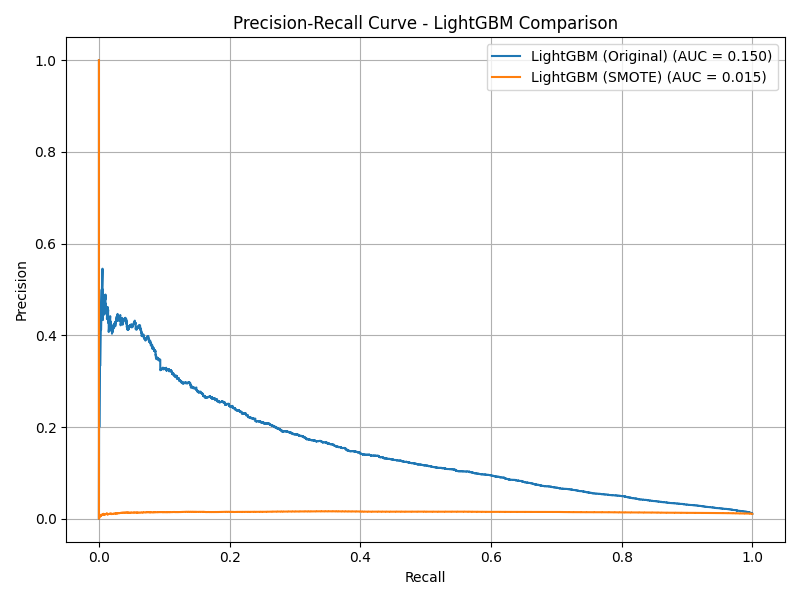 Precision-Recall Curve - LightGBM Comparison
LightGBM (Original) (AUC = 0.150)
LightGBM (SMOTE) (AUC = 0.015)
1.0
0.8
0.6
0.4
0.2
0.0
Precision
0.0 0.2 0.4 0.6 0.8 1.0
Recall